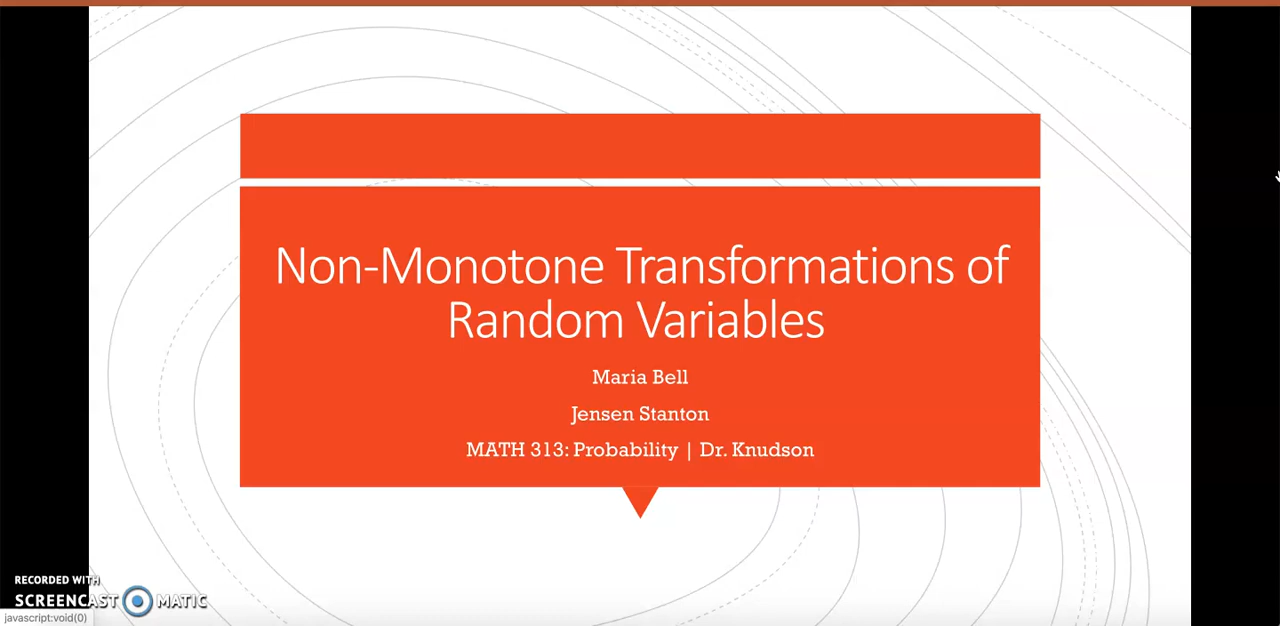 Non-Monotone Transformations of
Random Variables
Maria Bell
Jensen Stanton
MATH 313: Probability | Dr. Knudson
RECORDED WITH
SCREENCAST MATIC
javascript:void(0)